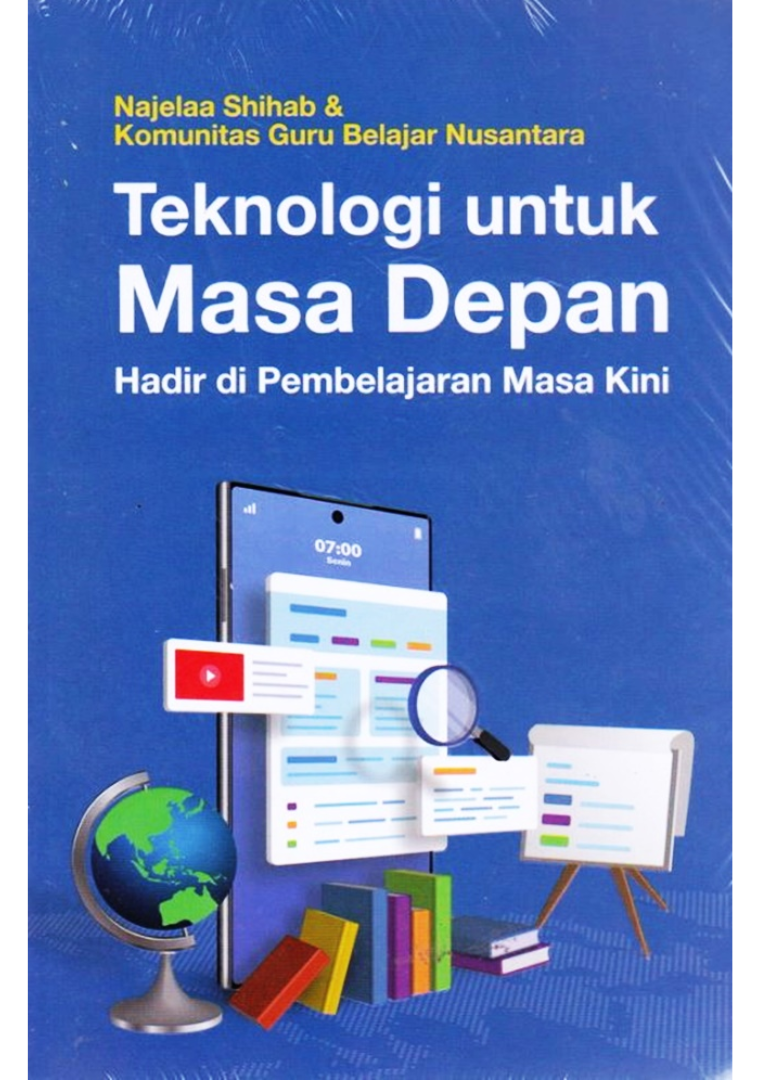 Najelaa Shihab &
Komunitas Guru Belajar Nusantara
Teknologi untuk
Masa Depan
Hadir di Pembelajaran Masa Kini
07:00
Senin